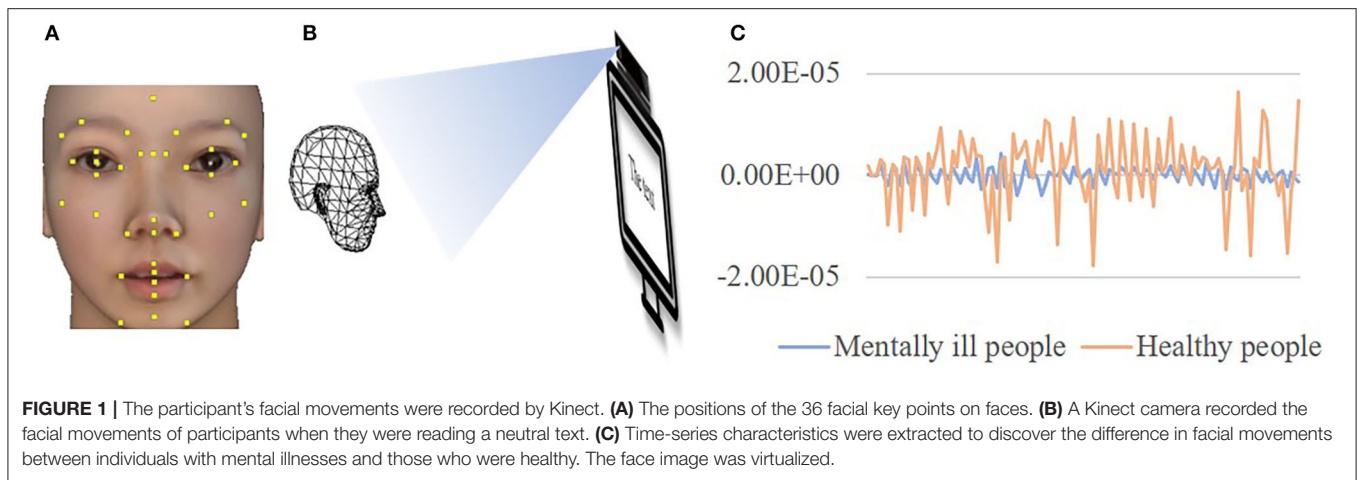 A
B
C
2.00E-05
0.00E+00
-2.00E-05
The text
Mentally ill people
Healthy people
FIGURE 1 | The participant's facial movements were recorded by Kinect. (A) The positions of the 36 facial key points on faces. (B) A Kinect camera recorded the
facial movements of participants when they were reading a neutral text. (C) Time-series characteristics were extracted to discover the difference in facial movements
between individuals with mental illnesses and those who were healthy. The face image was virtualized.